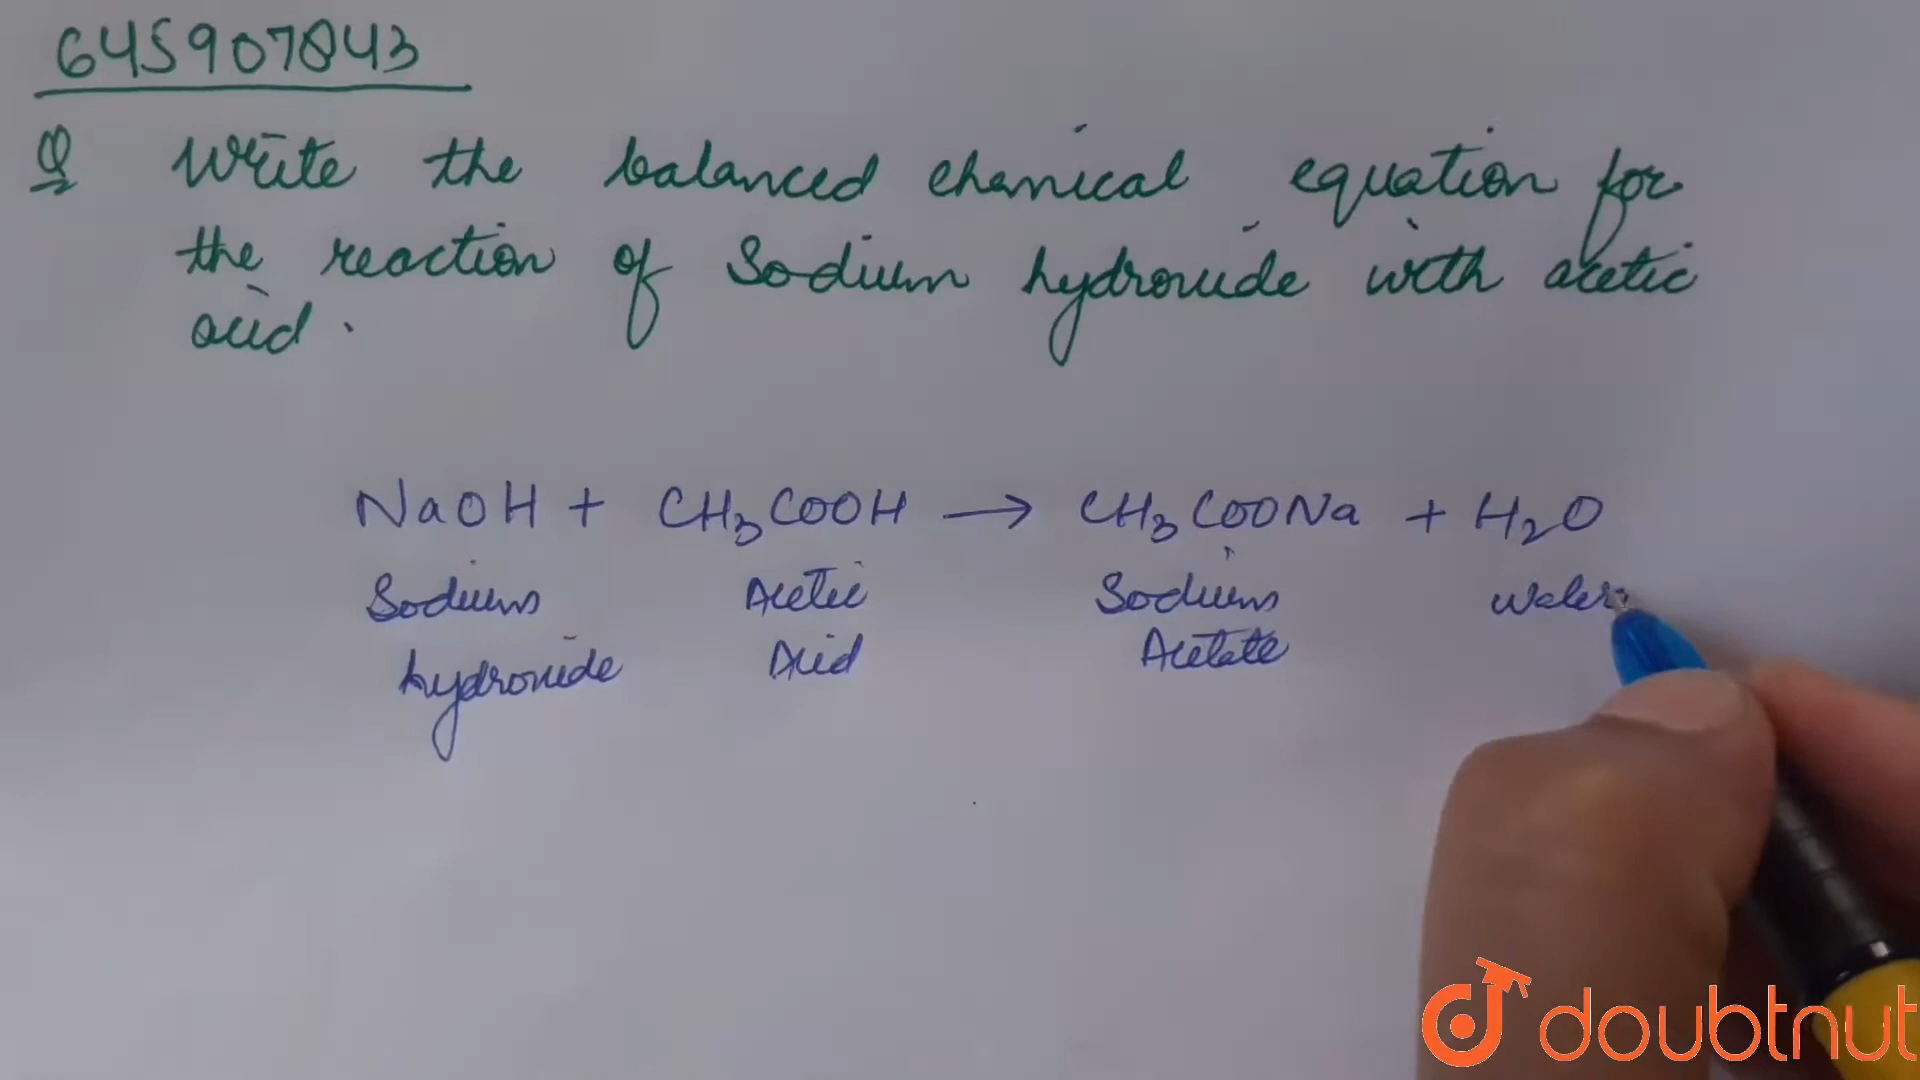 645907843
Q Write the balanced chemical equation for
the reaction of Sodium hydroxide with acetic
acid.
NaOH + CH3COOH → CH3COONa + H2O
Sodium Acetic Sodium water
hydroxide Acid Acetate
doubtnut